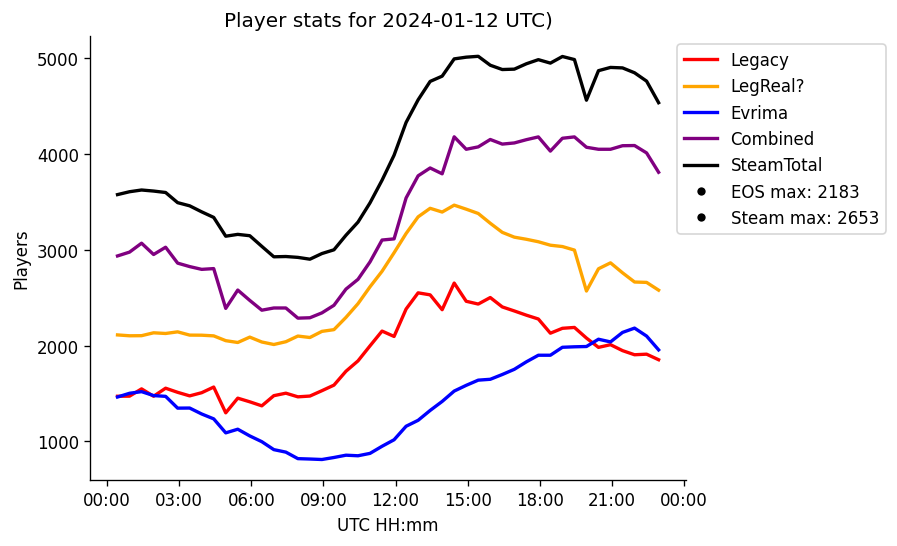 Player stats for 2024-01-12 UTC)
5000
4000
3000
2000
1000
Players
00:00 03:00 06:00 09:00 12:00 15:00 18:00 21:00 00:00
UTC HH:mm
Legacy
LegReal?
Evrima
Combined
SteamTotal
EOS max: 2183
Steam max: 2653